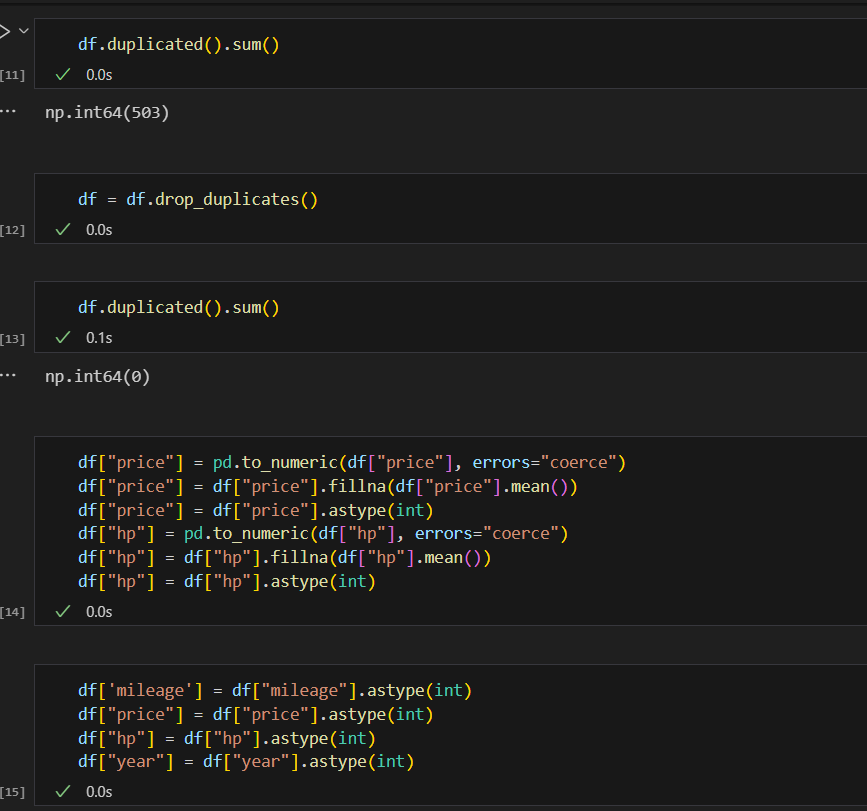 df.duplicated().sum()
[11]
0.0s
np.int64(503)
df = df.drop_duplicates()
[12]
0.0s
df.duplicated().sum()
[13]
0.1s
np.int64(0)
df["price"] = pd.to_numeric(df["price"], errors="coerce")
df["price"] = df["price"].fillna(df["price"].mean())
df["price"] = df["price"].astype(int)
df["hp"] = pd.to_numeric(df["hp"], errors="coerce")
df["hp"] = df["hp"].fillna(df["hp"].mean())
df["hp"] = df["hp"].astype(int)
[14]
0.0s
df['mileage'] = df["mileage"].astype(int)
df["price"] = df["price"].astype(int)
df["hp"] = df["hp"].astype(int)
df["year"] = df["year"].astype(int)
[15]
0.0s